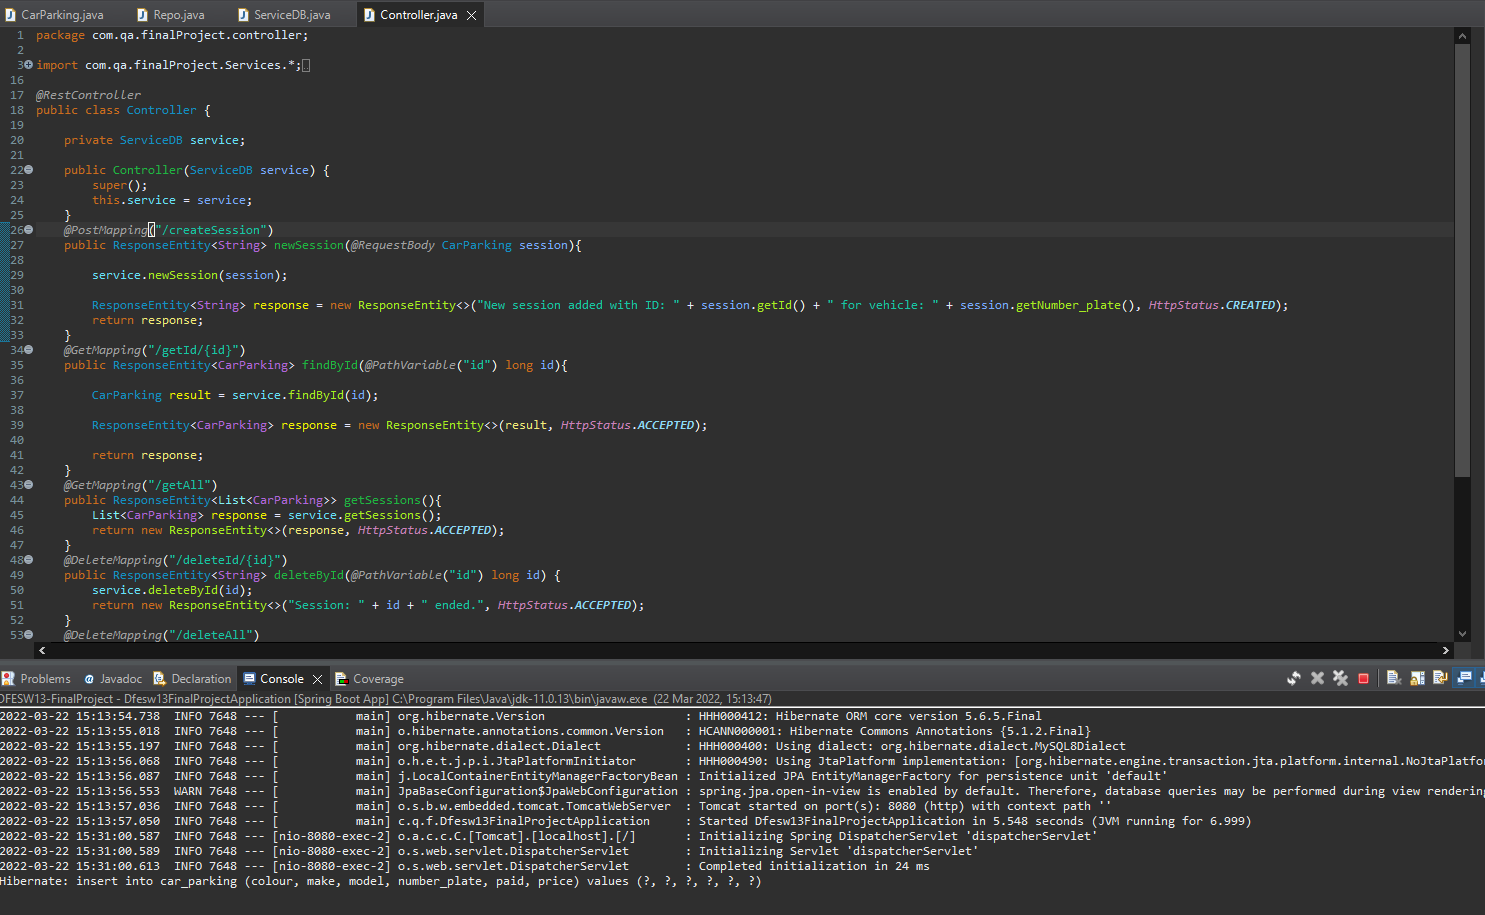 CarParking.java Repo.java ServiceDB.java Controller.java
1 package com.qa.finalProject.controller;
2
3 import com.qa.finalProject.Services.*;
16
17 @RestController
18 public class Controller {
19
20 private ServiceDB service;
21
22 public Controller(ServiceDB service) {
23 super();
24 this.service = service;
25 }
26 @PostMapping("/createSession")
27 public ResponseEntity<String> newSession(@RequestBody CarParking session){
28
29 service.newSession(session);
30
31 ResponseEntity<String> response = new ResponseEntity<>("New session added with ID: " + session.getId() + " for vehicle: " + session.getNumber_plate(), HttpStatus.CREATED);
32 return response;
33 }
34 @GetMapping("/getId/{id}")
35 public ResponseEntity<CarParking> findById(@PathVariable("id") long id){
36
37 CarParking result = service.findById(id);
38
39 ResponseEntity<CarParking> response = new ResponseEntity<>(result, HttpStatus.ACCEPTED);
40
41 return response;
42 }
43 @GetMapping("/getAll")
44 public ResponseEntity<List<CarParking>> getSessions(){
45 List<CarParking> response = service.getSessions();
46 return new ResponseEntity<>(response, HttpStatus.ACCEPTED);
47 }
48 @DeleteMapping("/deleteId/{id}")
49 public ResponseEntity<String> deleteById(@PathVariable("id") long id) {
50 service.deleteById(id);
51 return new ResponseEntity<>("Session: " + id + " ended.", HttpStatus.ACCEPTED);
52 }
53 @DeleteMapping("/deleteAll")
Problems @ Javadoc Declaration Console Coverage
DFESW13-FinalProject - Dfesw13FinalProjectApplication [Spring Boot App] C:\Program Files\Java\jdk-11.0.13\bin\javaw.exe (22 Mar 2022, 15:13:47)
2022-03-22 15:13:54.738 INFO 7648 --- [ main] org.hibernate.Version : HHH000412: Hibernate ORM core version 5.6.5.Final
2022-03-22 15:13:55.018 INFO 7648 --- [ main] o.hibernate.annotations.common.Version : HCANN000001: Hibernate Commons Annotations {5.1.2.Final}
2022-03-22 15:13:55.197 INFO 7648 --- [ main] org.hibernate.dialect.Dialect : HHH000400: Using dialect: org.hibernate.dialect.MySQL8Dialect
2022-03-22 15:13:56.068 INFO 7648 --- [ main] o.h.e.t.j.p.i.JtaPlatformInitiator : HHH000490: Using JtaPlatform implementation: [org.hibernate.engine.transaction.jta.platform.internal.NoJtaPlatfor
2022-03-22 15:13:56.087 INFO 7648 --- [ main] j.LocalContainerEntityManagerFactoryBean : Initialized JPA EntityManagerFactory for persistence unit 'default'
2022-03-22 15:13:56.553 WARN 7648 --- [ main] JpaBaseConfiguration$JpaWebConfiguration : spring.jpa.open-in-view is enabled by default. Therefore, database queries may be performed during view rendering
2022-03-22 15:13:57.036 INFO 7648 --- [ main] o.s.b.w.embedded.tomcat.TomcatWebServer : Tomcat started on port(s): 8080 (http) with context path ''
2022-03-22 15:13:57.050 INFO 7648 --- [ main] c.q.f.Dfesw13FinalProjectApplication : Started Dfesw13FinalProjectApplication in 5.548 seconds (JVM running for 6.999)
2022-03-22 15:31:00.587 INFO 7648 --- [nio-8080-exec-2] o.a.c.c.C.[Tomcat].[localhost].[/] : Initializing Spring DispatcherServlet 'dispatcherServlet'
2022-03-22 15:31:00.589 INFO 7648 --- [nio-8080-exec-2] o.s.web.servlet.DispatcherServlet : Initializing Servlet 'dispatcherServlet'
2022-03-22 15:31:00.613 INFO 7648 --- [nio-8080-exec-2] o.s.web.servlet.DispatcherServlet : Completed initialization in 24 ms
Hibernate: insert into car_parking (colour, make, model, number_plate, paid, price) values (?, ?, ?, ?, ?, ?)